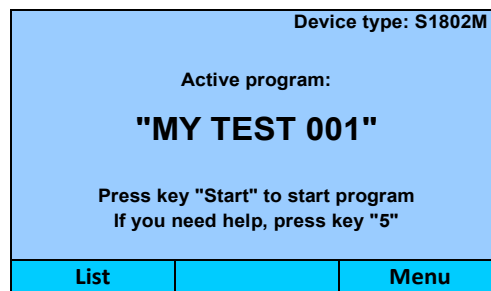 Device type: S1802M
Active program:
"MY TEST 001"
Press key "Start" to start program
If you need help, press key "5"
List
Menu